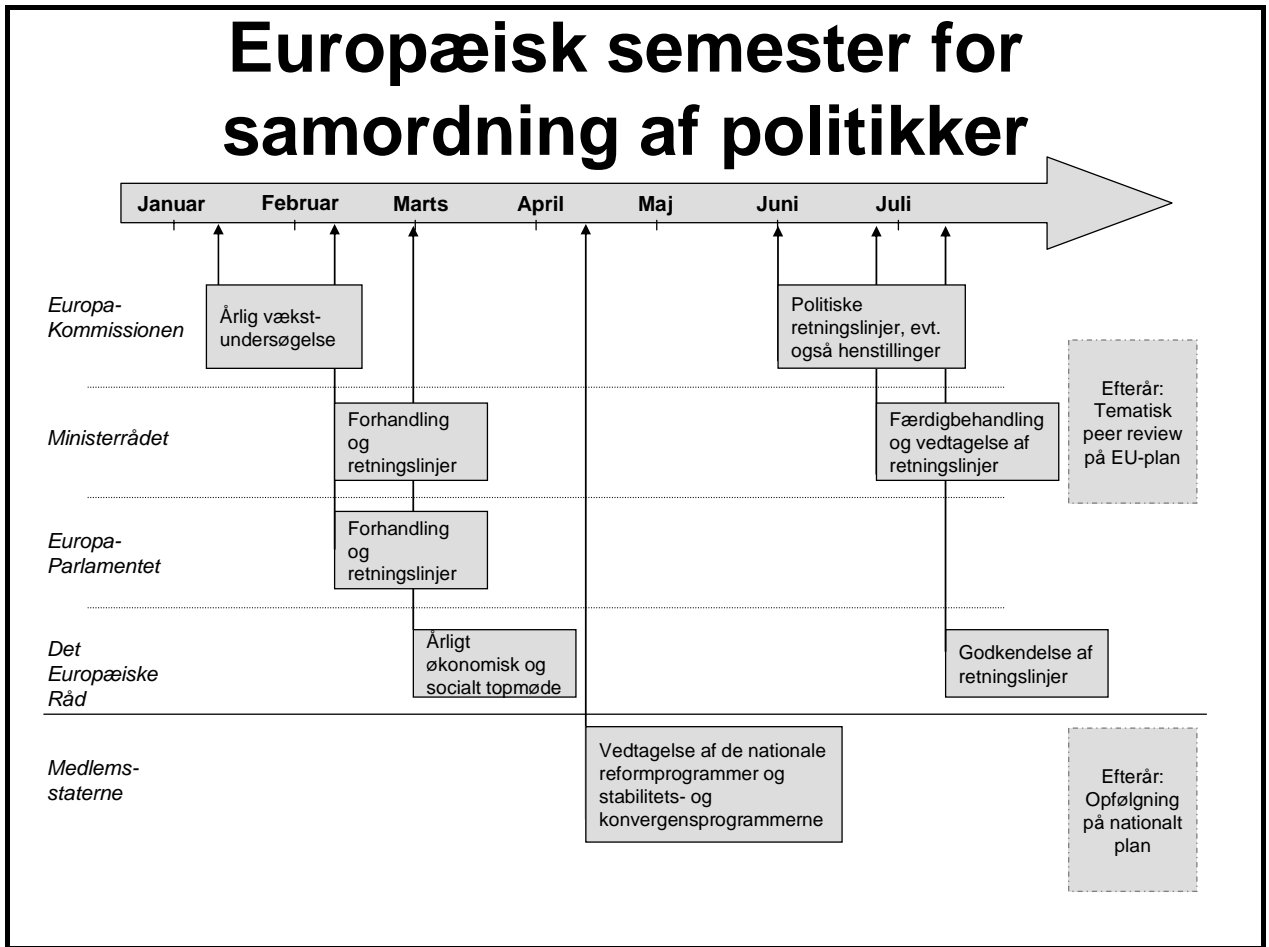 Europæisk semester for
samordning af politikker
Januar Februar Marts April Maj Juni Juli
Europa-
Kommissionen
Årlig vækst-
undersøgelse
Politiske
retningslinjer, evt.
også henstillinger
Ministerrådet
Forhandling
og
retningslinjer
Færdigbehandling
og vedtagelse af
retningslinjer
Efterår:
Tematisk
peer review
på EU-plan
Europa-
Parlamentet
Forhandling
og
retningslinjer
Det
Europæiske
Råd
Årligt
økonomisk og
socialt topmøde
Godkendelse af
retningslinjer
Medlems-
staterne
Vedtagelse af de nationale
reformprogrammer og
stabilitets- og
konvergensprogrammerne
Efterår:
Opfølgning
på nationalt
plan